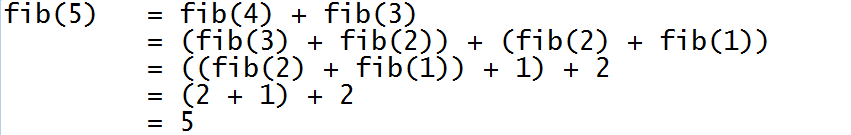 fib(5) = fib(4) + fib(3)
= (fib(3) + fib(2)) + (fib(2) + fib(1))
= ((fib(2) + fib(1)) + 1) + 2
= (2 + 1) + 2
= 5